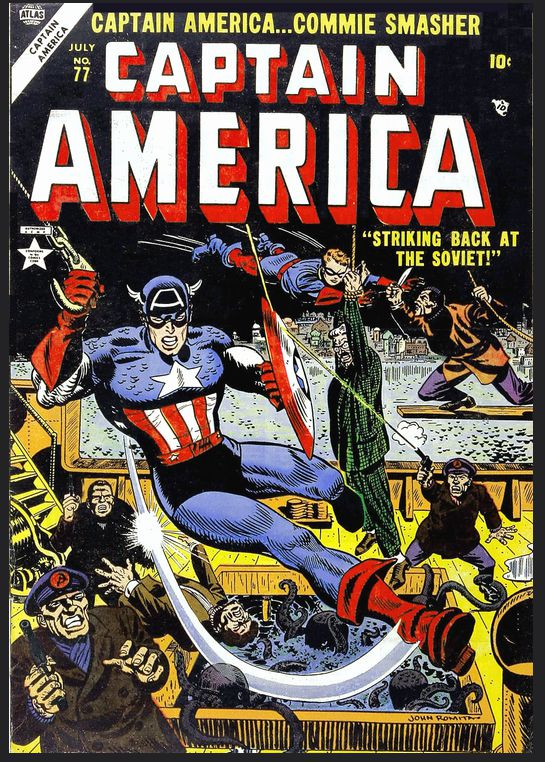 ATLAS
CAPTAIN
AMERICA
CAPTAIN AMERICA...COMMIE SMASHER
JULY
NO.
77
10¢
CAPTAIN
AMERICA
"STRIKING BACK AT
THE SOVIET!"
JOHN ROMITA